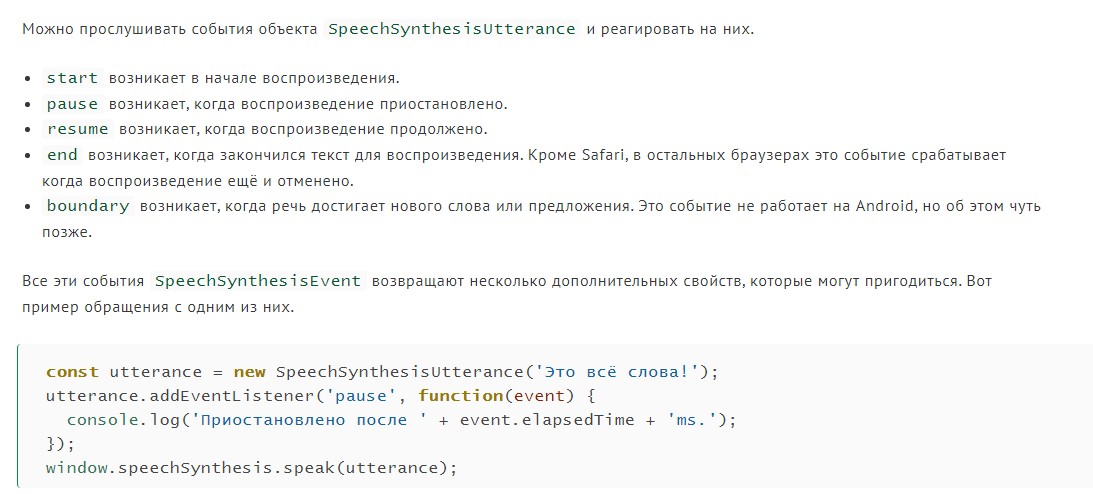 Можно прослушивать события объекта SpeechSynthesisUtterance и реагировать на них.
• start возникает в начале воспроизведения.
• pause возникает, когда воспроизведение приостановлено.
• resume возникает, когда воспроизведение продолжено.
• end возникает, когда закончился текст для воспроизведения. Кроме Safari, в остальных браузерах это событие срабатывает
когда воспроизведение ещё и отменено.
• boundary возникает, когда речь достигает нового слова или предложения. Это событие не работает на Android, но об этом чуть
позже.
Все эти события SpeechSynthesisEvent возвращают несколько дополнительных свойств, которые могут пригодиться. Вот
пример обращения с одним из них.
const utterance = new SpeechSynthesisUtterance('Это всё слова!');
utterance.addEventListener('pause', function(event) {
  console.log('Приостановлено после ' + event.elapsedTime + 'ms.');
});
window.speechSynthesis.speak(utterance);